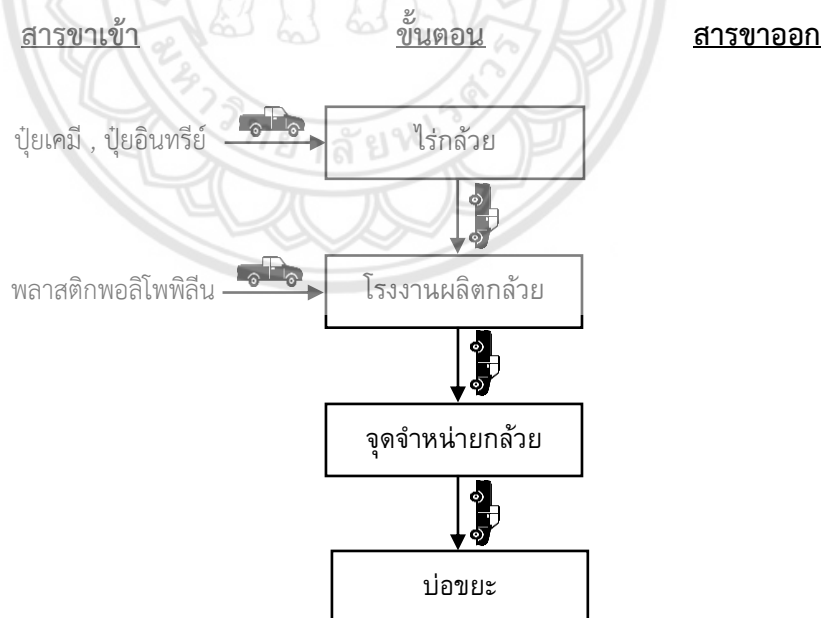 สารขาเข้า ขั้นตอน สารขาออก
ปุ๋ยเคมี , ปุ๋ยอินทรีย์ ไร่กล้วย
พลาสติกพอลิโพพิลีน โรงงานผลิตกล้วย
จุดจำหน่ายกล้วย
บ่อขยะ